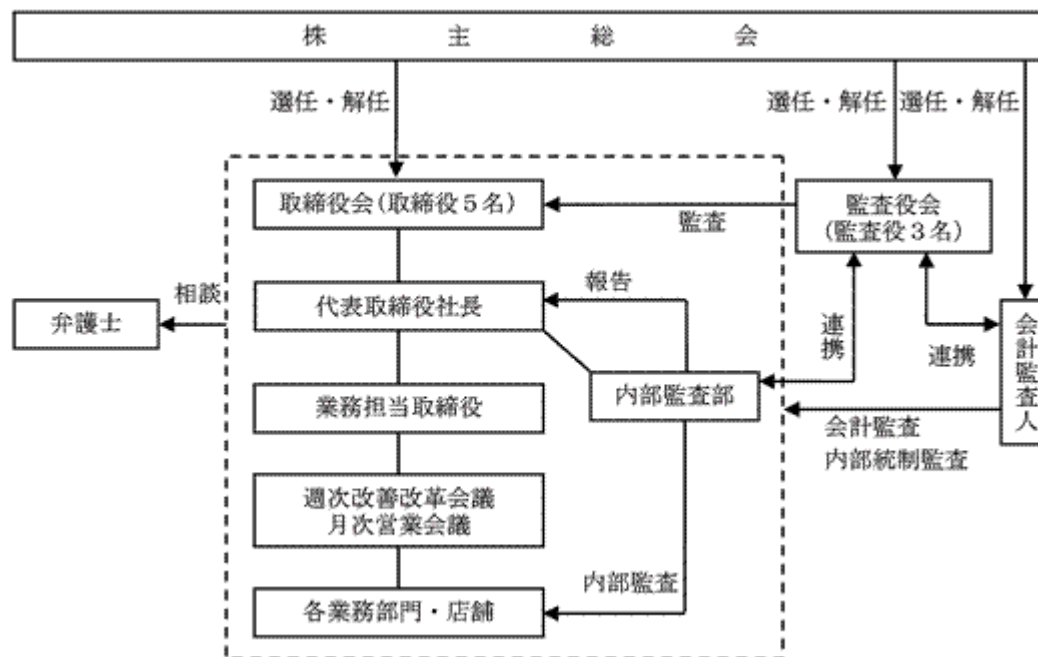 株主総会
選任・解任
選任・解任
選任・解任
取締役会(取締役5名)
監査
監査役会
(監査役3名)
相談
弁護士
代表取締役社長
報告
連携
連携
会計監査人
内部監査部
業務担当取締役
会計監査
内部統制監査
週次改善改革会議
月次営業会議
内部監査
各業務部門・店舗